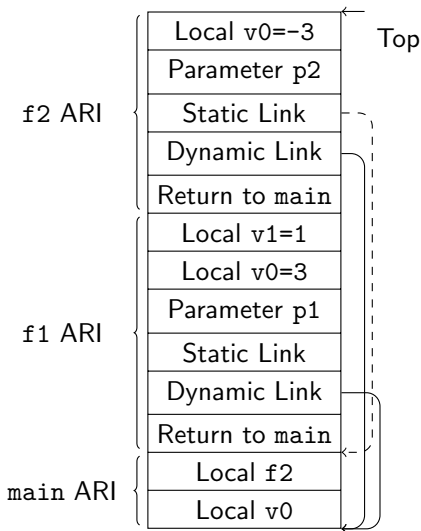 Local v0=-3
Top
Parameter p2
f2 ARI
Static Link
Dynamic Link
Return to main
Local v1=1
Local v0=3
Parameter p1
f1 ARI
Static Link
Dynamic Link
Return to main
Local f2
main ARI
Local v0